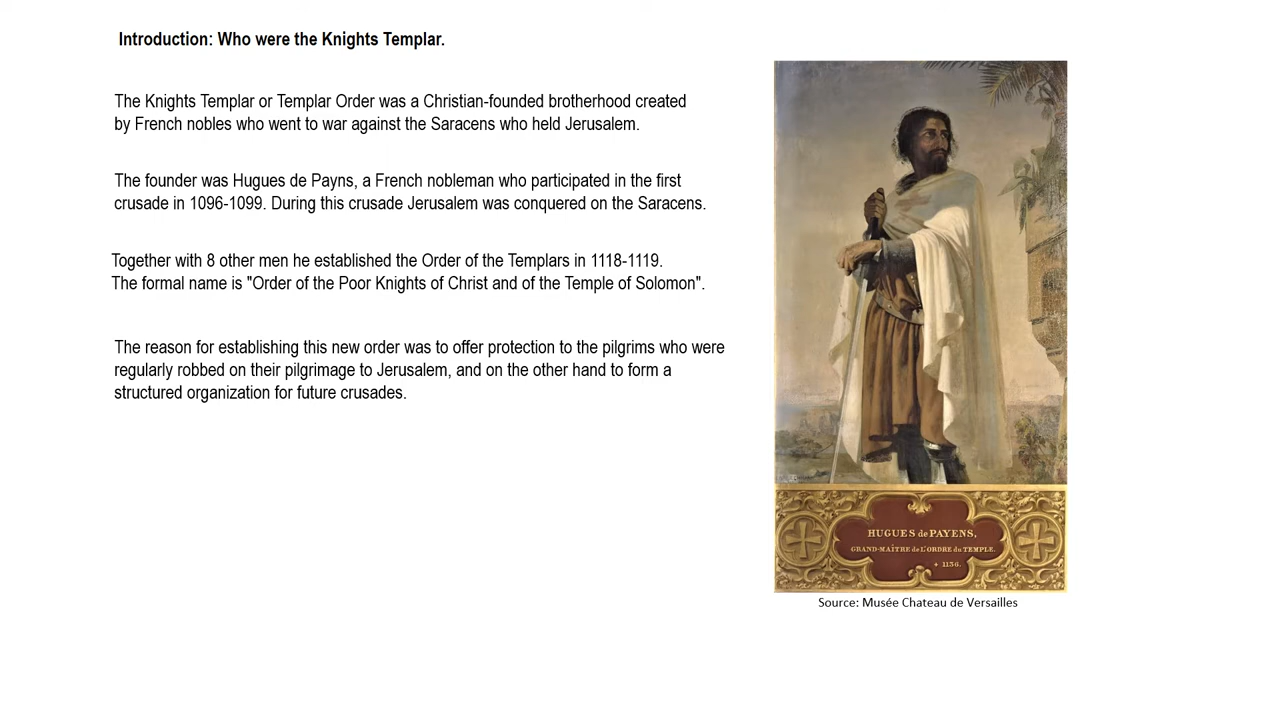 Introduction: Who were the Knights Templar.
The Knights Templar or Templar Order was a Christian-founded brotherhood created
by French nobles who went to war against the Saracens who held Jerusalem.
The founder was Hugues de Payns, a French nobleman who participated in the first
crusade in 1096-1099. During this crusade Jerusalem was conquered on the Saracens.
Together with 8 other men he established the Order of the Templars in 1118-1119.
The formal name is "Order of the Poor Knights of Christ and of the Temple of Solomon".
The reason for establishing this new order was to offer protection to the pilgrims who were
regularly robbed on their pilgrimage to Jerusalem, and on the other hand to form a
structured organization for future crusades.
HUGUES de PAYENS,
GRAND-MAÎTRE de L'ORDRE du TEMPLE.
+ 1136.
Source: Musée Chateau de Versailles